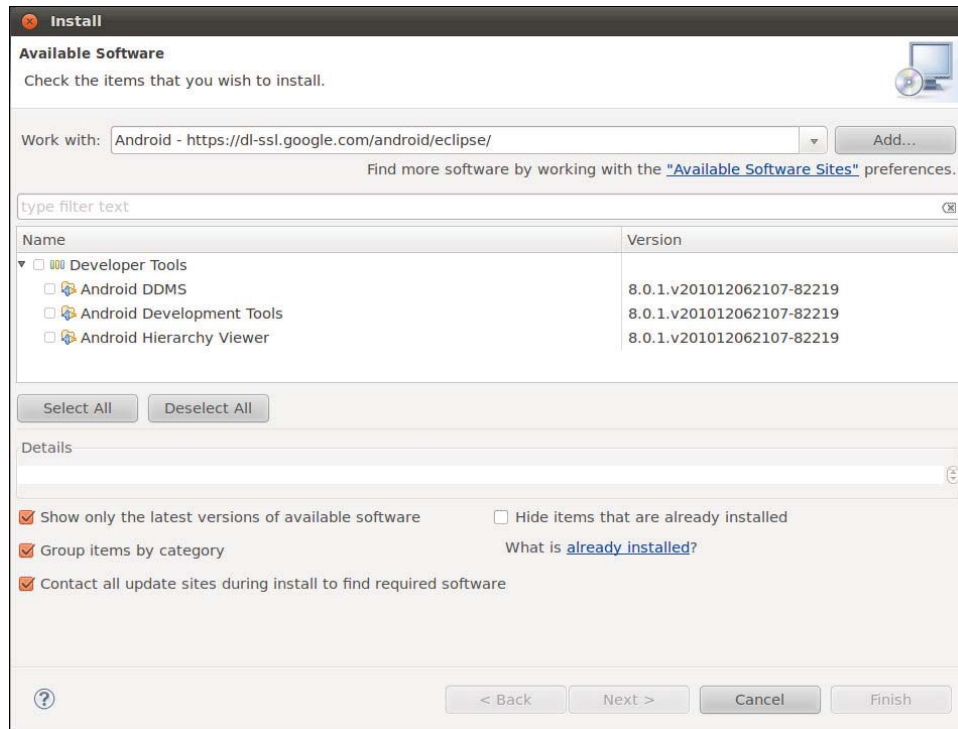 Install
Available Software
Check the items that you wish to install.
Work with: Android - https://dl-ssl.google.com/android/eclipse/ Add...
Find more software by working with the "Available Software Sites" preferences.
type filter text
Name Version
Developer Tools
Android DDMS 8.0.1.v201012062107-82219
Android Development Tools 8.0.1.v201012062107-82219
Android Hierarchy Viewer 8.0.1.v201012062107-82219
Select All Deselect All
Details
Show only the latest versions of available software Hide items that are already installed
Group items by category What is already installed?
Contact all update sites during install to find required software
? < Back Next > Cancel Finish